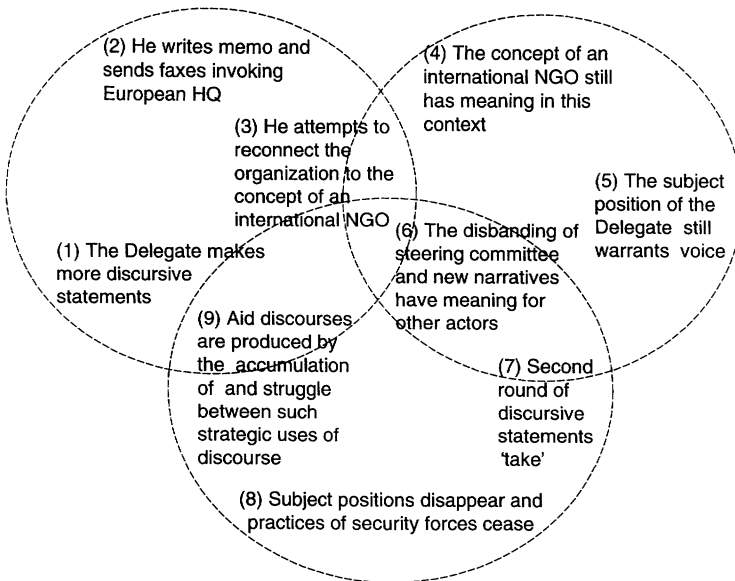 (2) He writes memo and
sends faxes invoking
European HQ
(4) The concept of an
international NGO still
has meaning in this
context
(3) He attempts to
reconnect the
organization to the
concept of an
international NGO
(5) The subject
position of the
Delegate still
warrants voice
(1) The Delegate makes
more discursive
statements
(6) The disbanding of
steering committee
and new narratives
have meaning for
other actors
(9) Aid discourses
are produced by
the accumulation
of and struggle
between such
strategic uses of
discourse
(7) Second
round of
discursive
statements
'take'
(8) Subject positions disappear and
practices of security forces cease